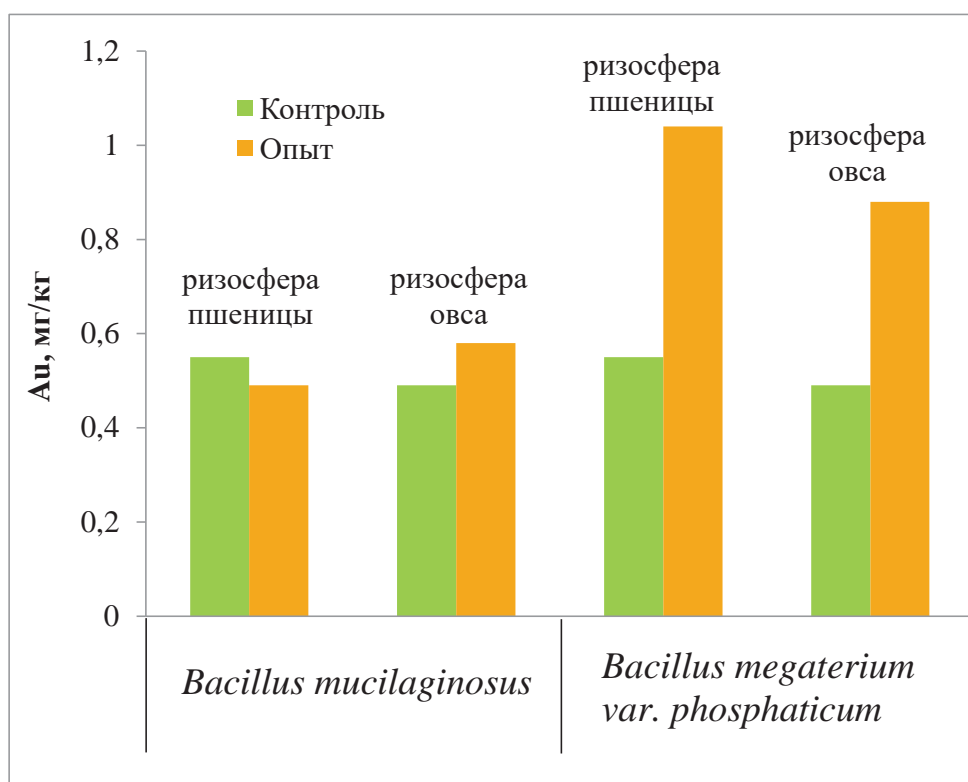 1,2
1
0,8
0,6
0,4
0,2
0
Au, мг/кг
Контроль
Опыт
ризосфера
пшеницы
ризосфера
овса
ризосфера
пшеницы
ризосфера
овса
Bacillus mucilaginosus
Bacillus megaterium
var. phosphaticum